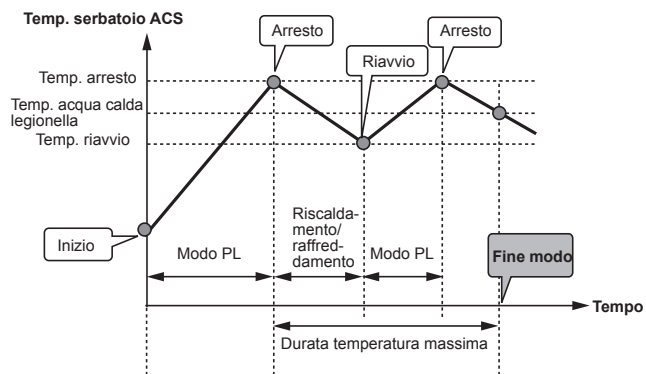 Temp. serbatoio ACS
Arresto
Arresto
Riavvio
Temp. arresto
Temp. acqua calda
legionella
Temp. riavvio
Inizio
Modo PL
Riscalda-
mento/
raffred-
damento
Modo PL
Fine modo
Tempo
Durata temperatura massima